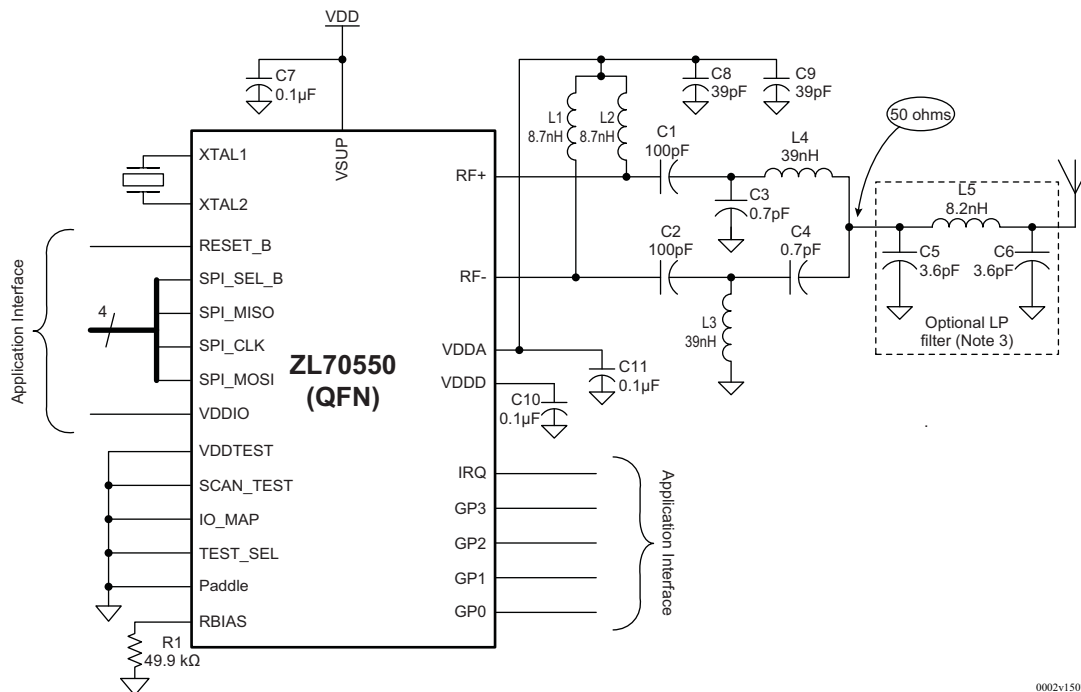 VDD
C7
0.1µF
VSUP
XTAL1
XTAL2
RESET_B
SPI_SEL_B
SPI_MISO
SPI_CLK
SPI_MOSI
VDDIO
VDDTEST
SCAN_TEST
IO_MAP
TEST_SEL
Paddle
RBIAS
R1
49.9 kΩ
Application Interface
4
ZL70550
(QFN)
RF+
RF-
VDDA
VDDD
IRQ
GP3
GP2
GP1
GP0
Application Interface
C8
39pF
C9
39pF
L1
8.7nH
L2
8.7nH
C1
100pF
L4
39nH
C3
0.7pF
C2
100pF
C4
0.7pF
L3
39nH
C11
0.1µF
C10
0.1µF
50 ohms
L5
8.2nH
C5
3.6pF
C6
3.6pF
Optional LP
filter (Note 3)
0002v150